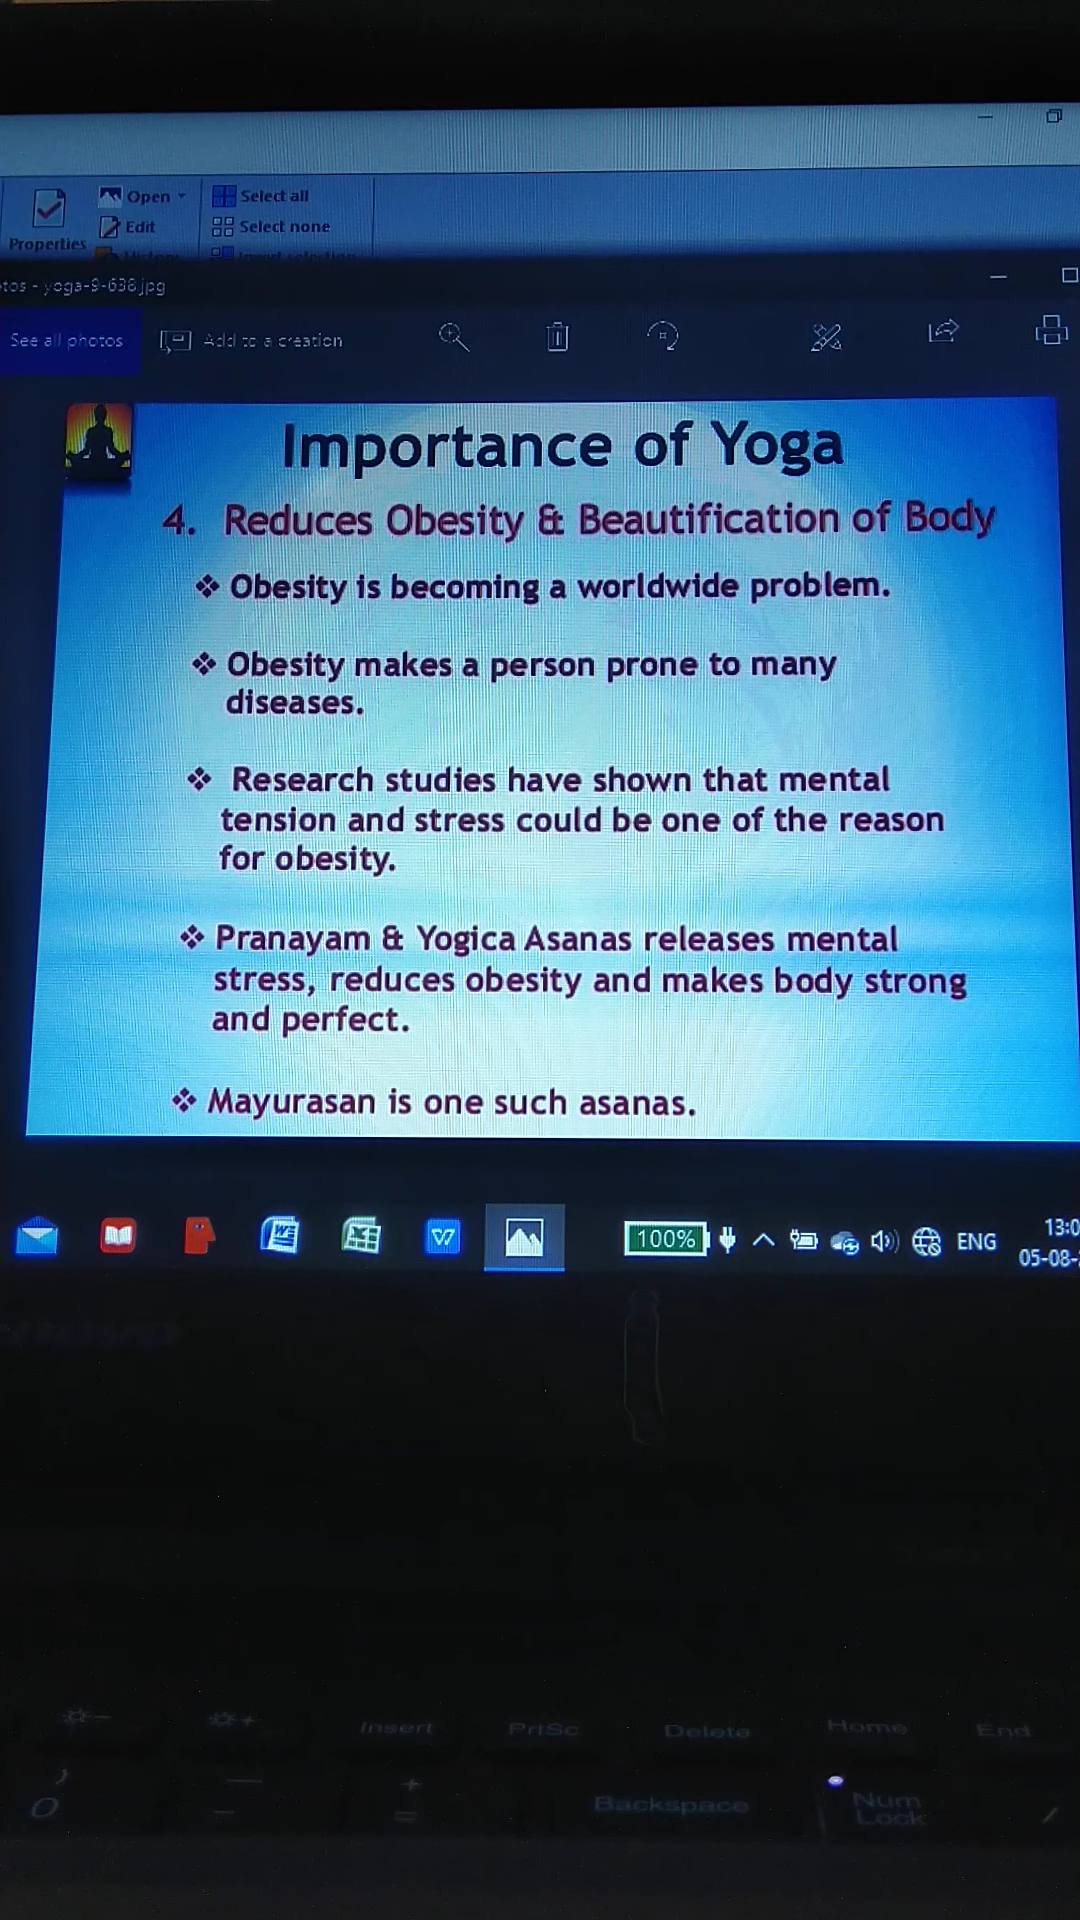 Open
Select all
Edit
Select none
Properties
tos - yoga-9-638.jpg
See all photos
Add to a creation
Importance of Yoga
4. Reduces Obesity & Beautification of Body
❖ Obesity is becoming a worldwide problem.
❖ Obesity makes a person prone to many
diseases.
❖ Research studies have shown that mental
tension and stress could be one of the reason
for obesity.
❖ Pranayam & Yogica Asanas releases mental
stress, reduces obesity and makes body strong
and perfect.
❖ Mayurasan is one such asanas.
100%
ENG
13:0
05-08-
Insert
PrtSc
Delete
Home
End
Backspace
Num
Lock